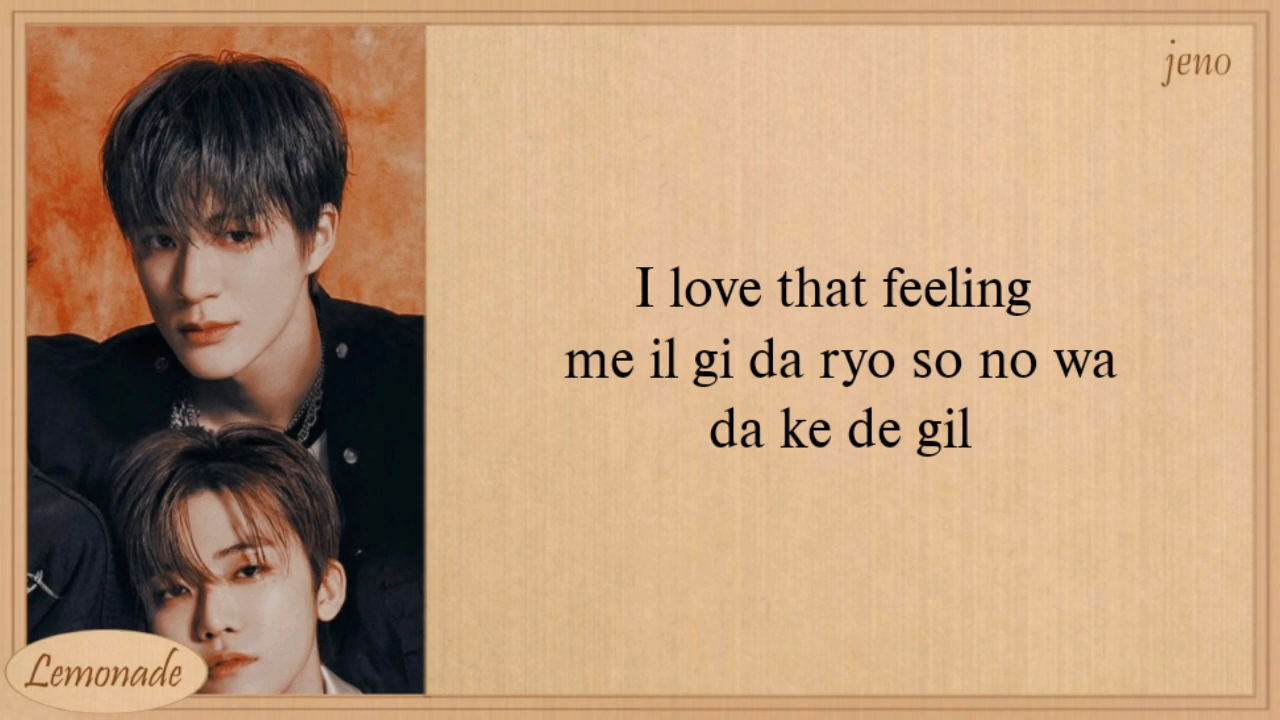 jeno
I love that feeling
me il gi da ryo so no wa
da ke de gil
Lemonade